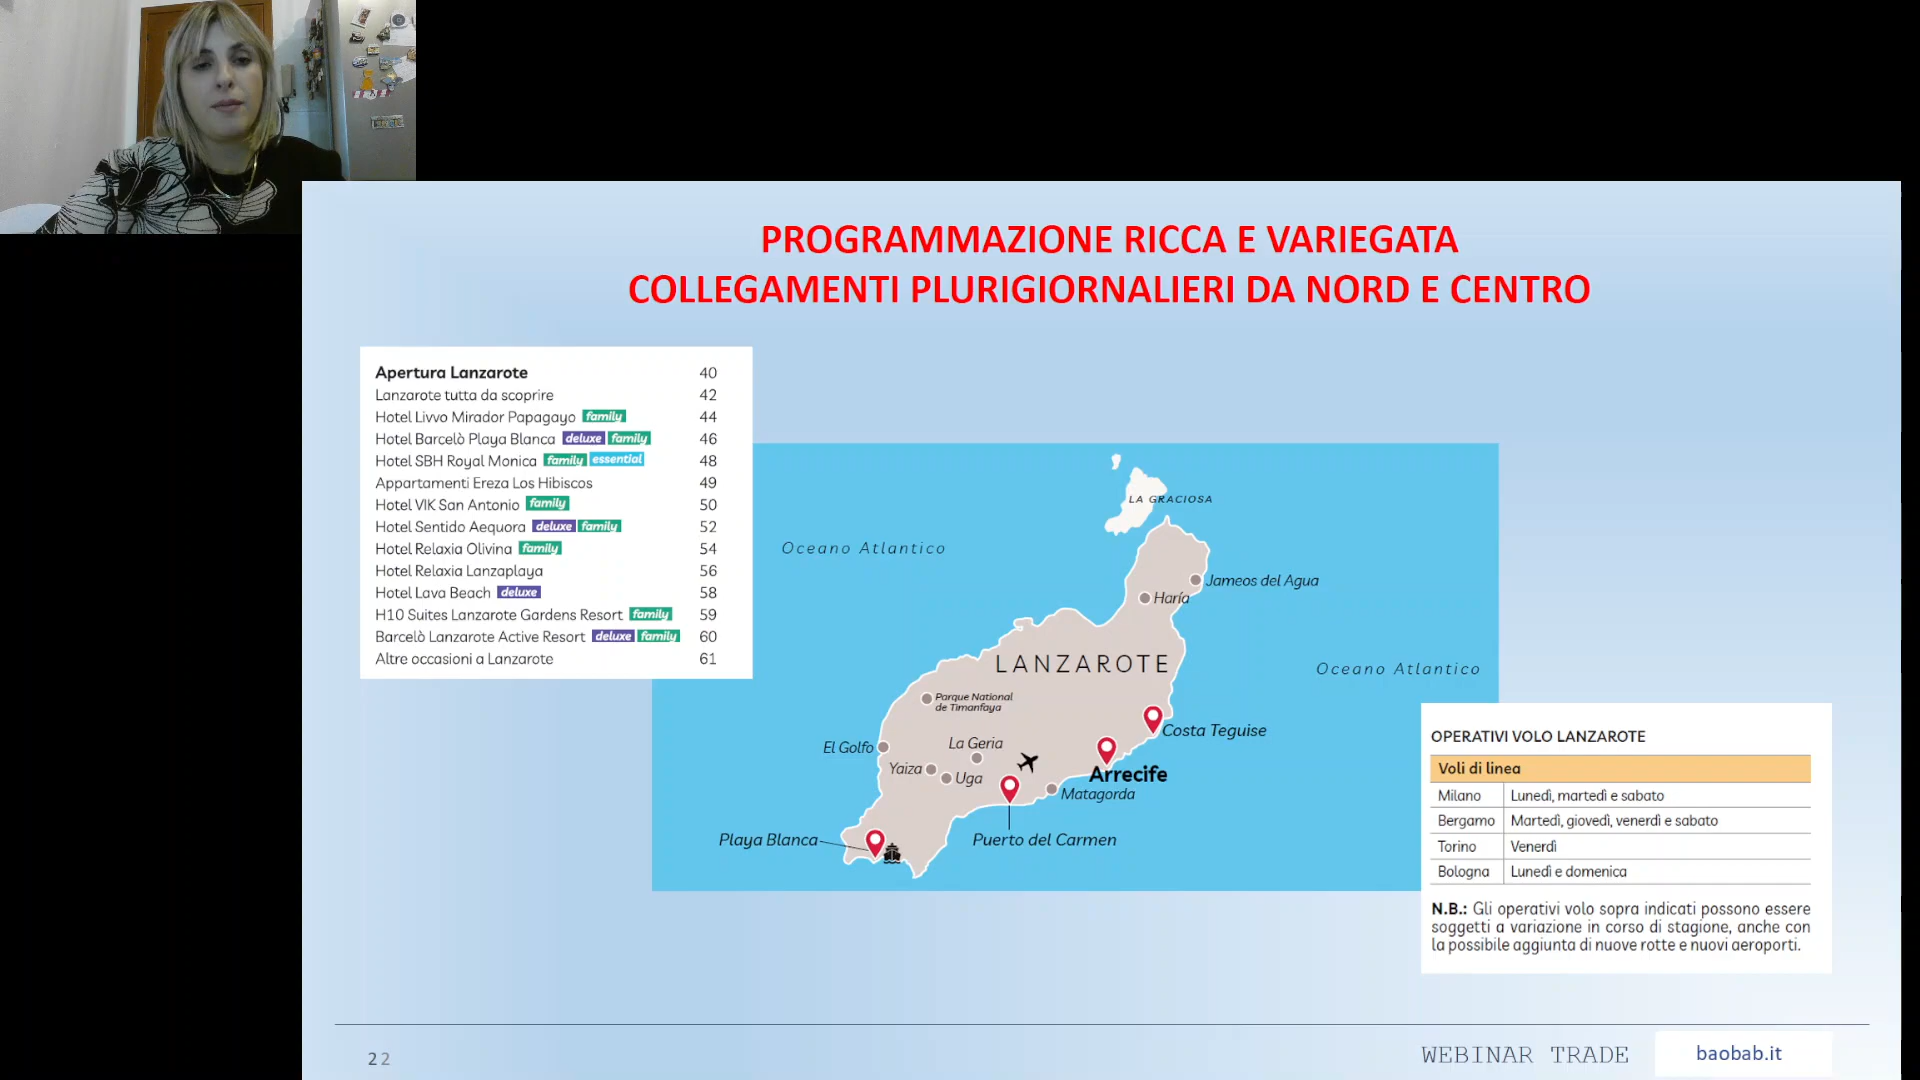 PROGRAMMAZIONE RICCA E VARIEGATA
COLLEGAMENTI PLURIGIORNALIERI DA NORD E CENTRO
Apertura Lanzarote 40
Lanzarote tutta da scoprire 42
Hotel Livvo Mirador Papagayo family 44
Hotel Barcelò Playa Blanca deluxe family 46
Hotel SBH Royal Monica family essential 48
Appartamenti Ereza Los Hibiscos 49
Hotel VIK San Antonio family 50
Hotel Sentido Aequora deluxe family 52
Hotel Relaxia Olivina family 54
Hotel Relaxia Lanzaplaya 56
Hotel Lava Beach deluxe 58
H10 Suites Lanzarote Gardens Resort family 59
Barcelò Lanzarote Active Resort deluxe family 60
Altre occasioni a Lanzarote 61
LA GRACIOSA
Oceano Atlantico
Jameos del Agua
Haría
LANZAROTE
Oceano Atlantico
Parque National
de Timanfaya
Costa Teguise
El Golfo
La Geria
Yaiza
Uga
Arrecife
Matagorda
Playa Blanca
Puerto del Carmen
OPERATIVI VOLO LANZAROTE
Voli di linea
Milano Lunedì, martedì e sabato
Bergamo Martedì, giovedì, venerdì e sabato
Torino Venerdì
Bologna Lunedì e domenica
N.B.: Gli operativi volo sopra indicati possono essere
soggetti a variazione in corso di stagione, anche con
la possibile aggiunta di nuove rotte e nuovi aeroporti.
22
WEBINAR TRADE
baobab.it